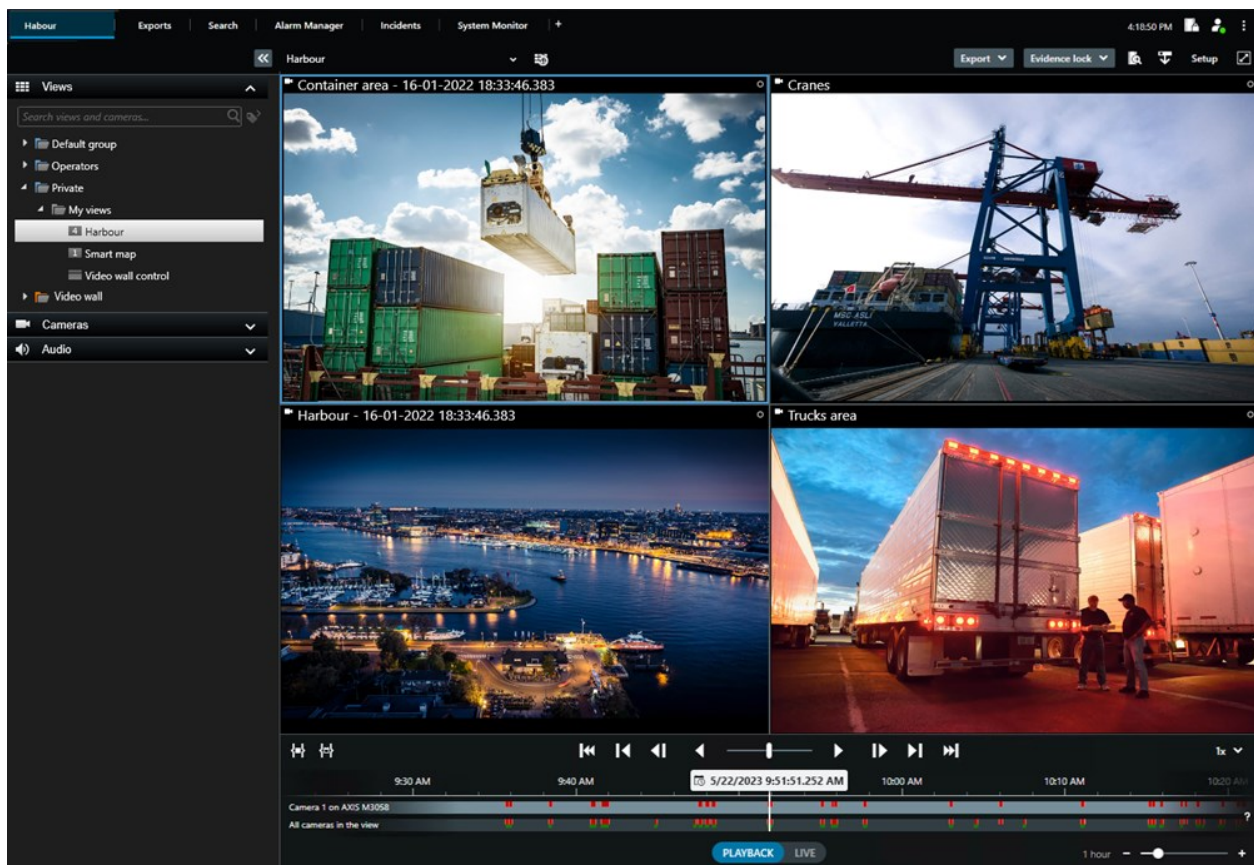 Habour Exports Search Alarm Manager Incidents System Monitor + 4:18:50 PM
Harbour Export Evidence lock Setup
Views
Search views and cameras...
Default group
Operators
Private
My views
4 Harbour
1 Smart map
Video wall control
Video wall
Cameras
Audio
Container area - 16-01-2022 18:33:46.383
Cranes
MSC ASLI
VALLETTA
Harbour - 16-01-2022 18:33:46.383
Trucks area
1x
9:30 AM 9:40 AM 5/22/2023 9:51:51.252 AM 10:00 AM 10:10 AM 10:20 AM
Camera 1 on AXIS M3058
All cameras in the view
?
PLAYBACK LIVE 1 hour - +